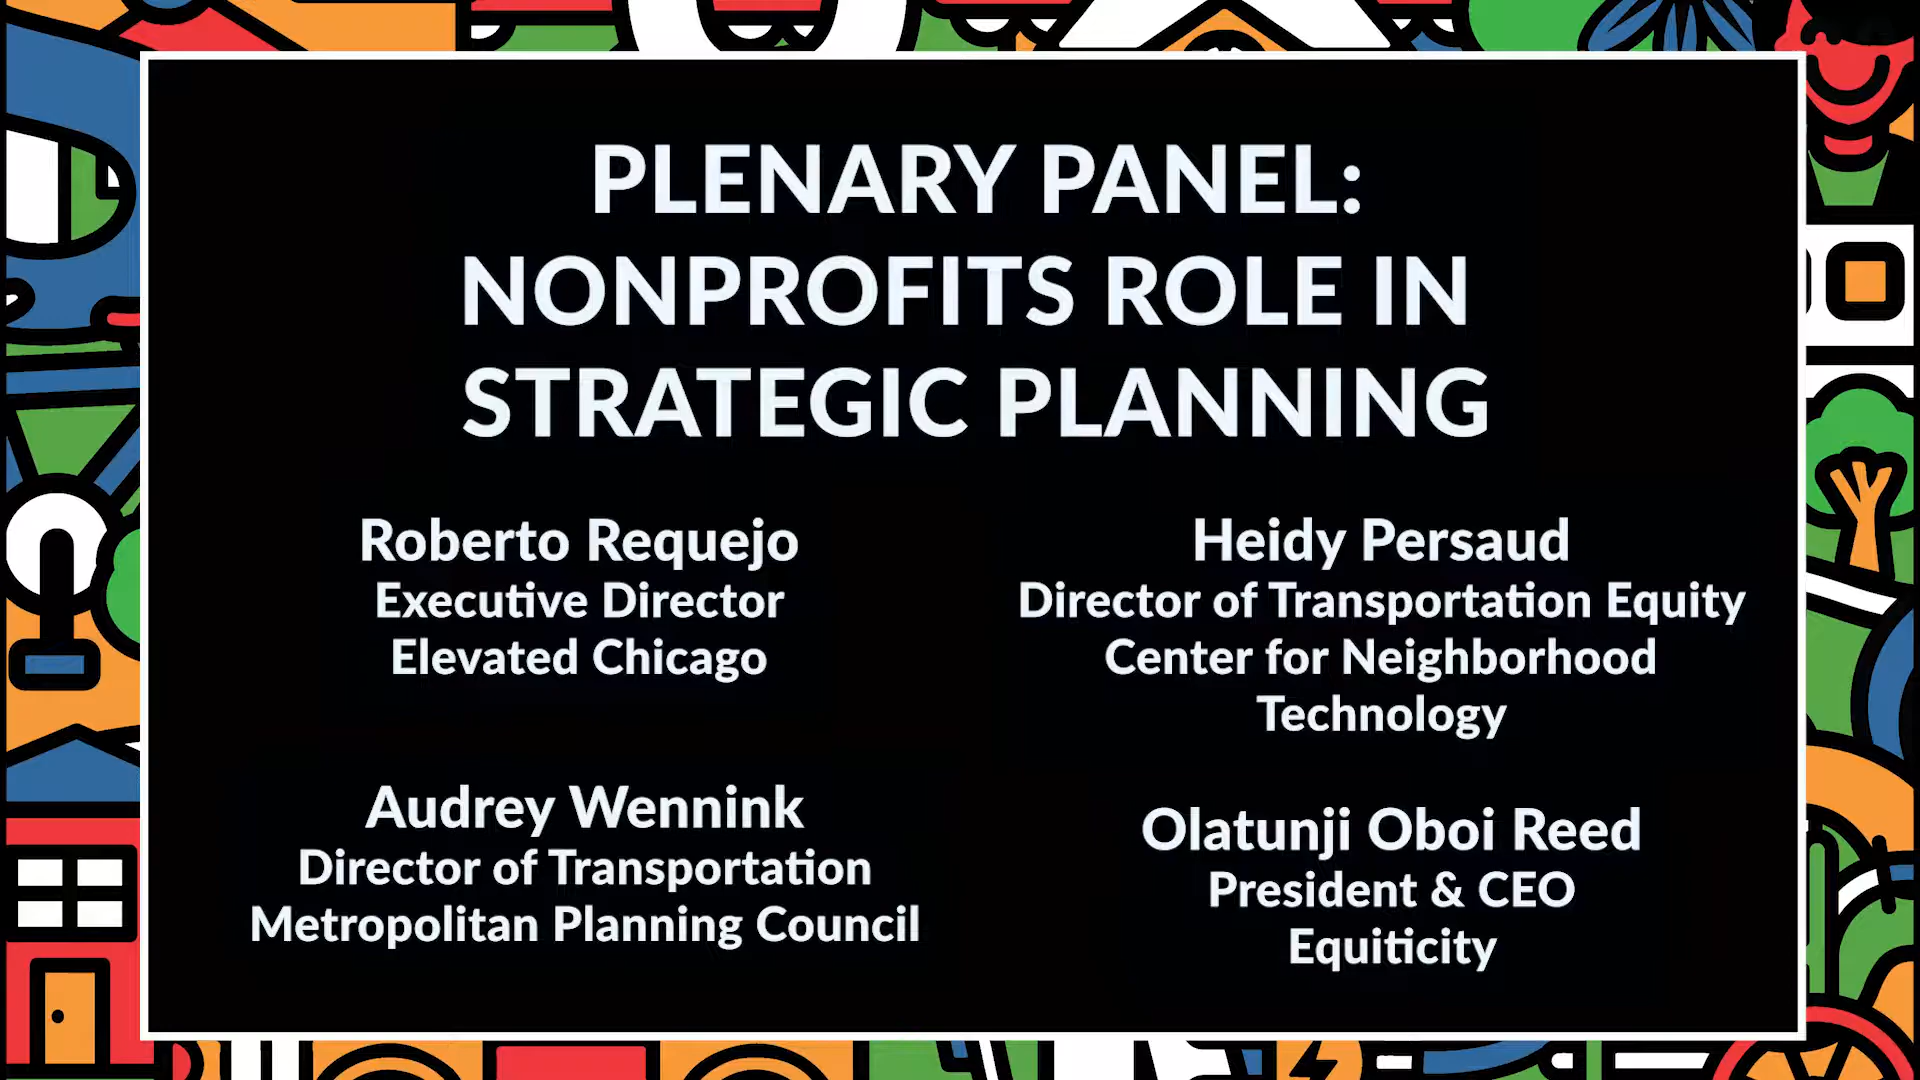 PLENARY PANEL:
NONPROFITS ROLE IN
STRATEGIC PLANNING
Roberto Requejo
Executive Director
Elevated Chicago
Heidy Persaud
Director of Transportation Equity
Center for Neighborhood
Technology
Audrey Wennink
Director of Transportation
Metropolitan Planning Council
Olatunji Oboi Reed
President & CEO
Equiticity